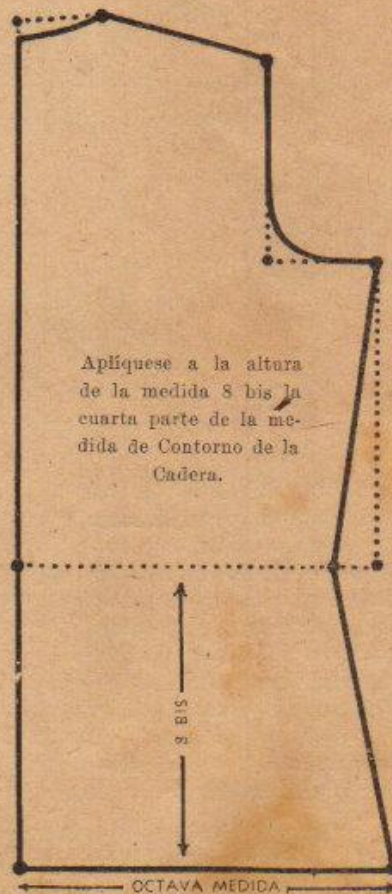 Aplíquese a la altura
de la medida 8 bis la
cuarta parte de la me-
dida de Contorno de la
Cadera.
8 BIS
OCTAVA MEDIDA